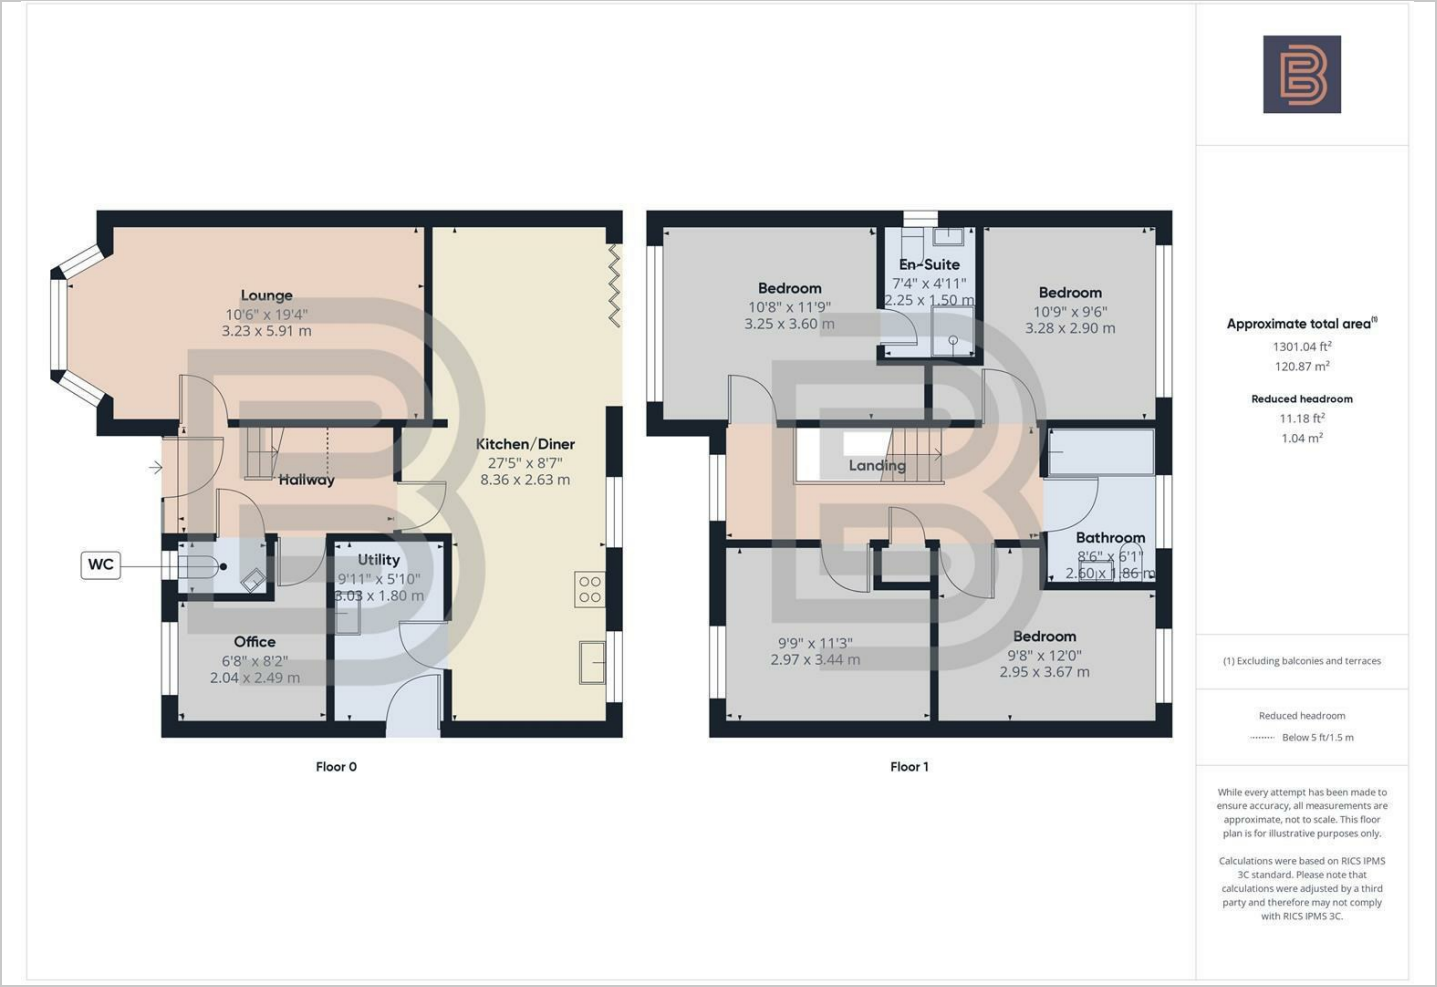 Lounge
10'6" x 19'4"
3.23 x 5.91 m
Kitchen/Diner
27'5" x 8'7"
8.36 x 2.63 m
Hallway
WC
Utility
9'11" x 5'10"
3.03 x 1.80 m
Office
6'8" x 8'2"
2.04 x 2.49 m
Floor 0
Bedroom
10'8" x 11'9"
3.25 x 3.60 m
En-Suite
7'4" x 4'11"
2.25 x 1.50 m
Bedroom
10'9" x 9'6"
3.28 x 2.90 m
Landing
Bathroom
8'6" x 6'1"
2.60 x 1.86 m
9'9" x 11'3"
2.97 x 3.44 m
Bedroom
9'8" x 12'0"
2.95 x 3.67 m
Floor 1
B
Approximate total area⁽¹⁾
1301.04 ft²
120.87 m²
Reduced headroom
11.18 ft²
1.04 m²
(1) Excluding balconies and terraces
Reduced headroom
Below 5 ft/1.5 m
While every attempt has been made to
ensure accuracy, all measurements are
approximate, not to scale. This floor
plan is for illustrative purposes only.
Calculations were based on RICS IPMS
3C standard. Please note that
calculations were adjusted by a third
party and therefore may not comply
with RICS IPMS 3C.